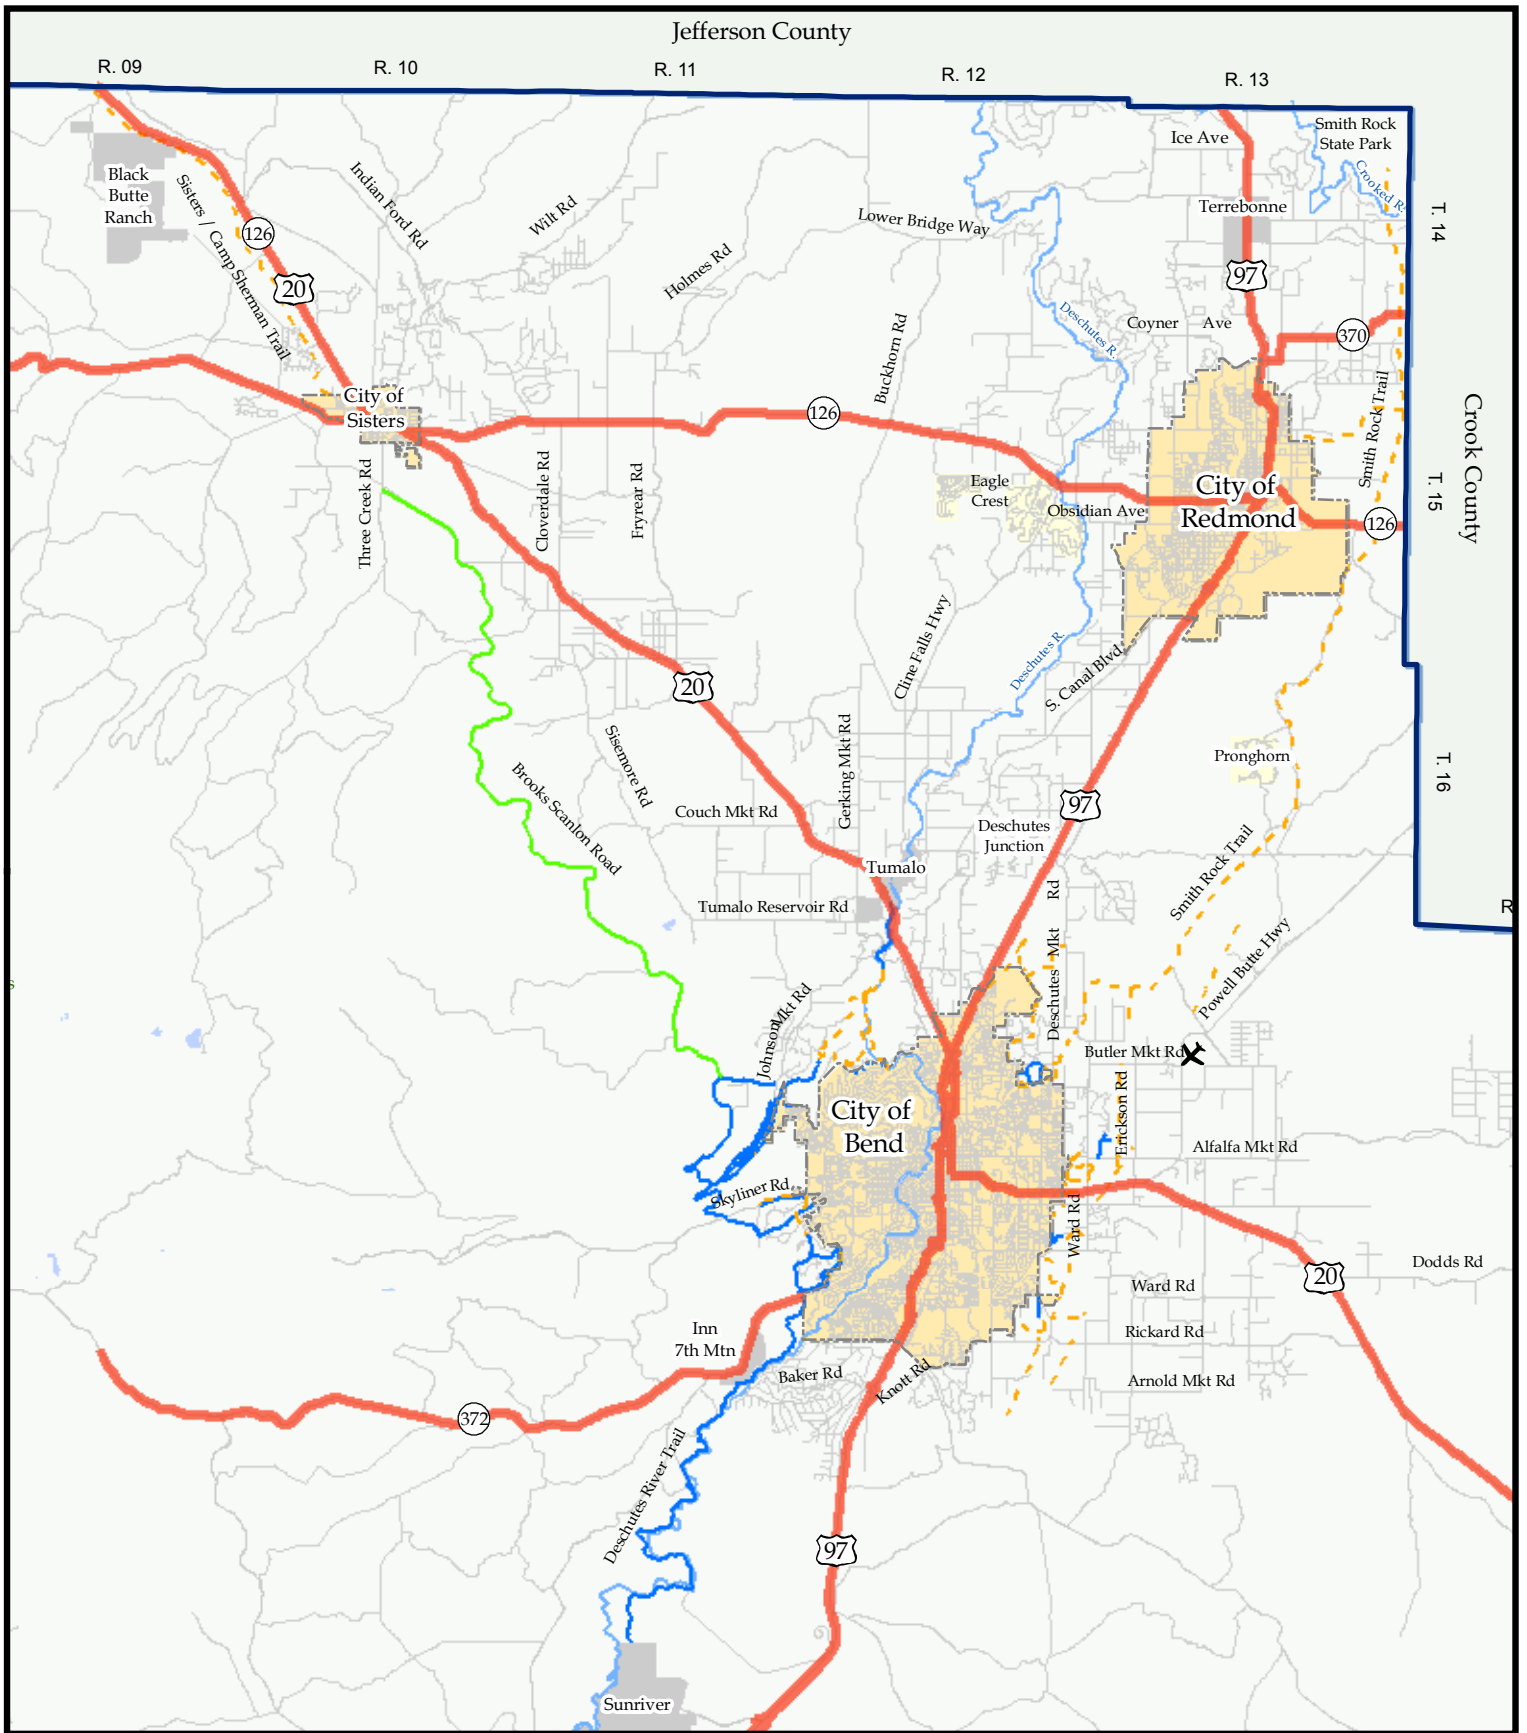 Jefferson County
R. 09
R. 10
R. 11
R. 12
R. 13
Ice Ave
Smith Rock
State Park
Crooked R.
Black
Butte
Ranch
Sisters / Camp Sherman Trail
Indian Ford Rd
Wilt Rd
Holmes Rd
Lower Bridge Way
Terrebonne
T. 14
126
20
97
Deschutes R.
Coyner Ave
370
Buckhorn Rd
City of
Sisters
126
Smith Rock Trail
Crook County
Three Creek Rd
Cloverdale Rd
Fryrear Rd
Eagle
Crest
Obsidian Ave
City of
Redmond
126
T. 15
Cline Falls Hwy
Deschutes R.
S. Canal Blvd
20
Sisemore Rd
Gerking Mkt Rd
Pronghorn
T. 16
Brooks Scanlon Road
Couch Mkt Rd
97
Deschutes
Junction
Tumalo
Smith Rock Trail
Tumalo Reservoir Rd
Deschutes Mkt Rd
R
Powell Butte Hwy
s
Johnson Mkt Rd
Butler Mkt Rd
City of
Bend
Erickson Rd
Alfalfa Mkt Rd
Skyliner Rd
Ward Rd
Dodds Rd
20
Ward Rd
Inn
7th Mtn
Rickard Rd
Baker Rd
Knott Rd
Arnold Mkt Rd
372
Deschutes River Trail
97
Sunriver